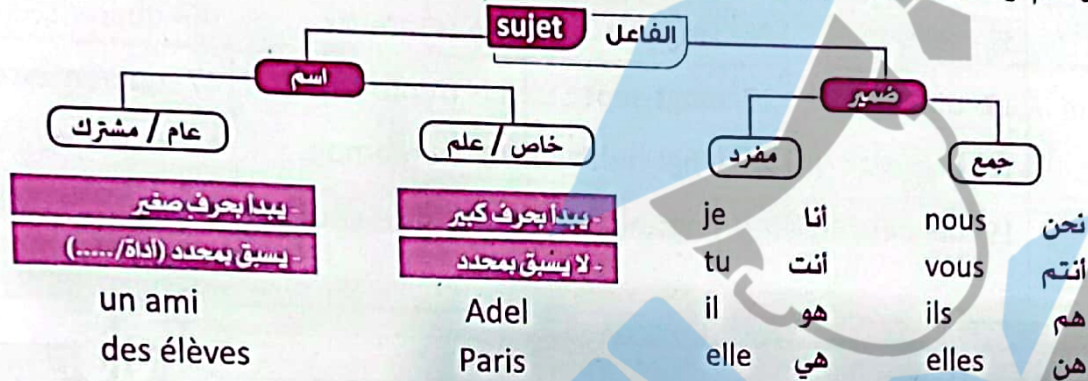 sujet الفاعل
اسم
ضمير
عام / مشترك
خاص / علم
مفرد
جمع
- يبدأ بحرف صغير
- يسبق بمحدد (أداة/.....)
un ami
des élèves
- يبدأ بحرف كبير
- لا يسبق بمحدد
Adel
Paris
je أنا
tu أنت
il هو
elle هي
nous نحن
vous أنتم
ils هم
elles هن